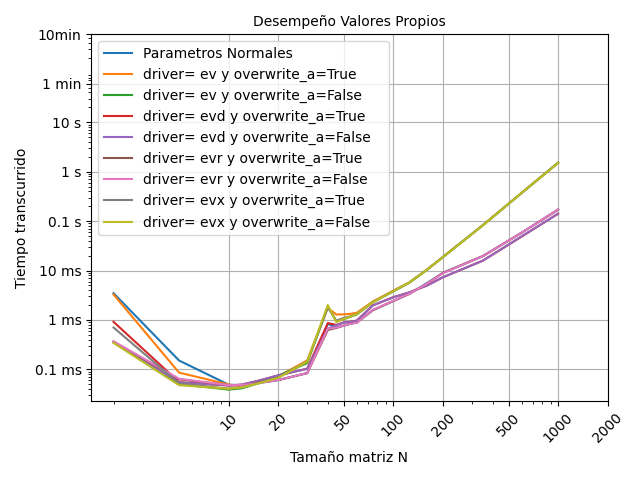 Desempeño Valores Propios
10min
1 min
10 s
1 s
0.1 s
10 ms
1 ms
0.1 ms
Tiempo transcurrido
Parametros Normales
driver= ev y overwrite_a=True
driver= ev y overwrite_a=False
driver= evd y overwrite_a=True
driver= evd y overwrite_a=False
driver= evr y overwrite_a=True
driver= evr y overwrite_a=False
driver= evx y overwrite_a=True
driver= evx y overwrite_a=False
10
20
50
100
200
500
1000
2000
Tamaño matriz N